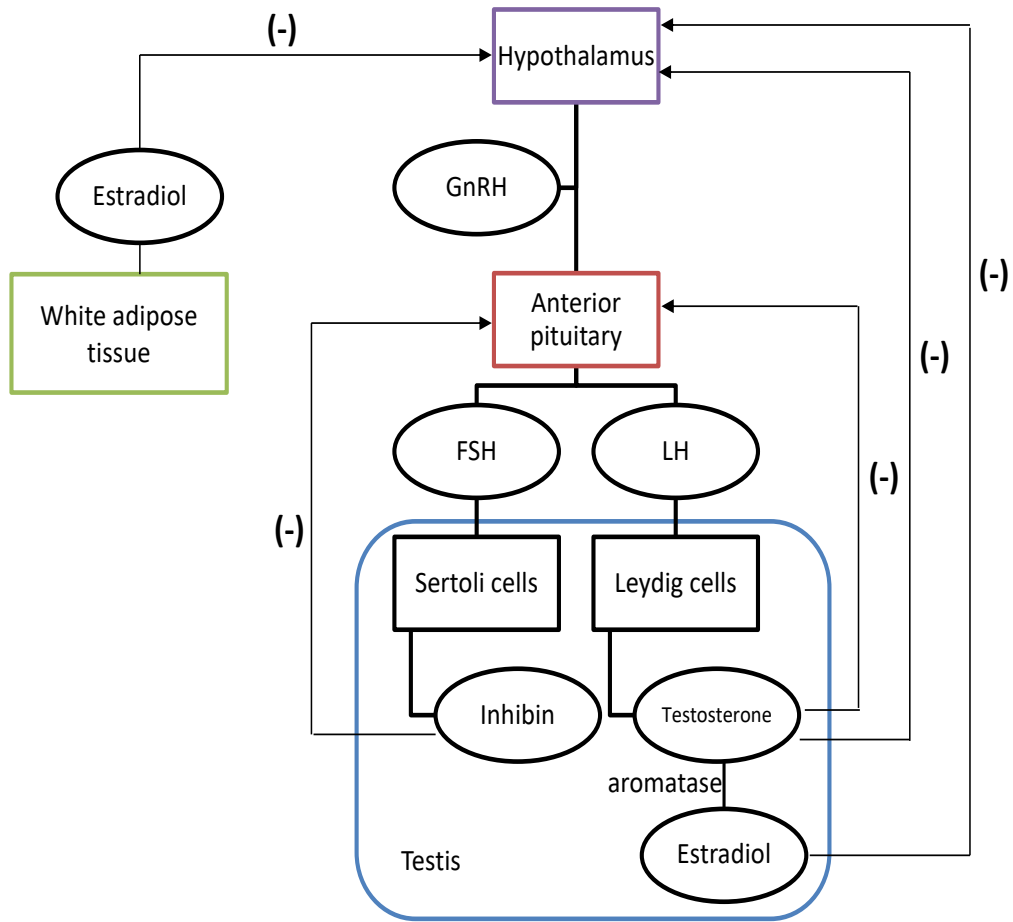 (-)
Hypothalamus
GnRH
Estradiol
White adipose
tissue
Anterior
pituitary
(-)
(-)
FSH
LH
(-)
(-)
Sertoli cells
Leydig cells
Inhibin
Testosterone
aromatase
Estradiol
Testis